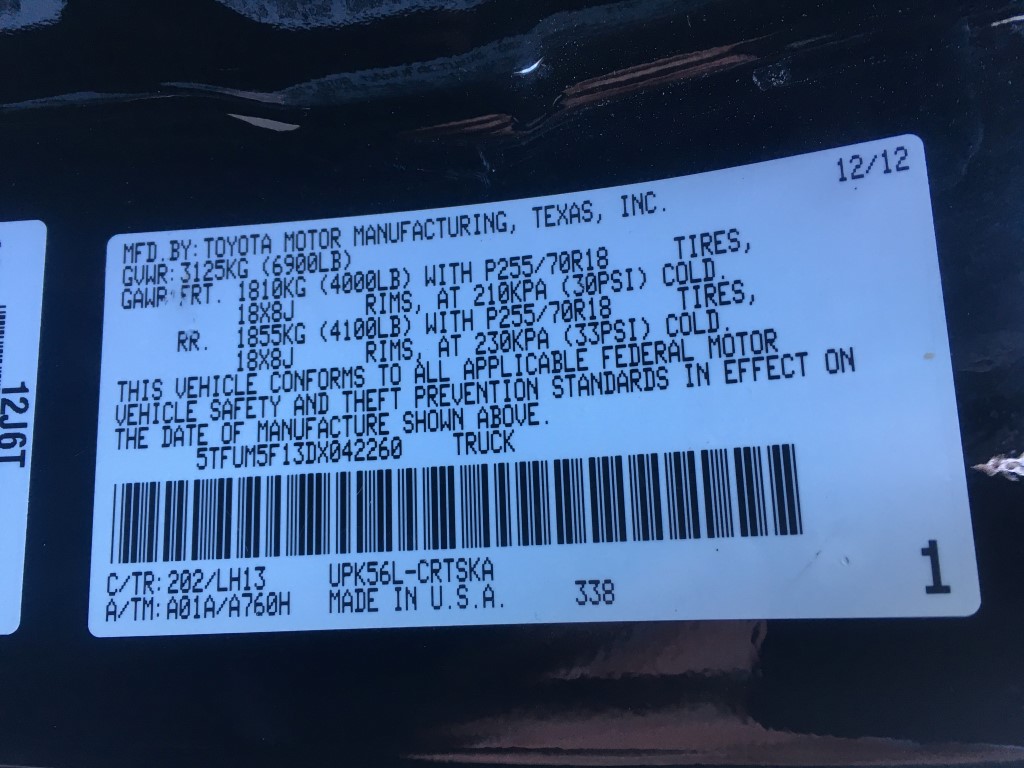 12/12
MFD.BY: TOYOTA MOTOR MANUFACTURING, TEXAS, INC.
GVWR: 3125KG (6900LB)
GAWR FRT. 1810KG (4000LB) WITH P255/70R18 TIRES,
18X8J RIMS, AT 210KPA (30PSI) COLD.
RR. 1855KG (4100LB) WITH P255/70R18 TIRES,
18X8J RIMS, AT 230KPA (33PSI) COLD.
THIS VEHICLE CONFORMS TO ALL APPLICABLE FEDERAL MOTOR
VEHICLE SAFETY AND THEFT PREVENTION STANDARDS IN EFFECT ON
THE DATE OF MANUFACTURE SHOWN ABOVE.
5TFUM5F13DX042260 TRUCK
C/TR: 202/LH13 UPK56L-CRTSKA
A/TM: A01A/A760H MADE IN U.S.A. 338
1
12J6T